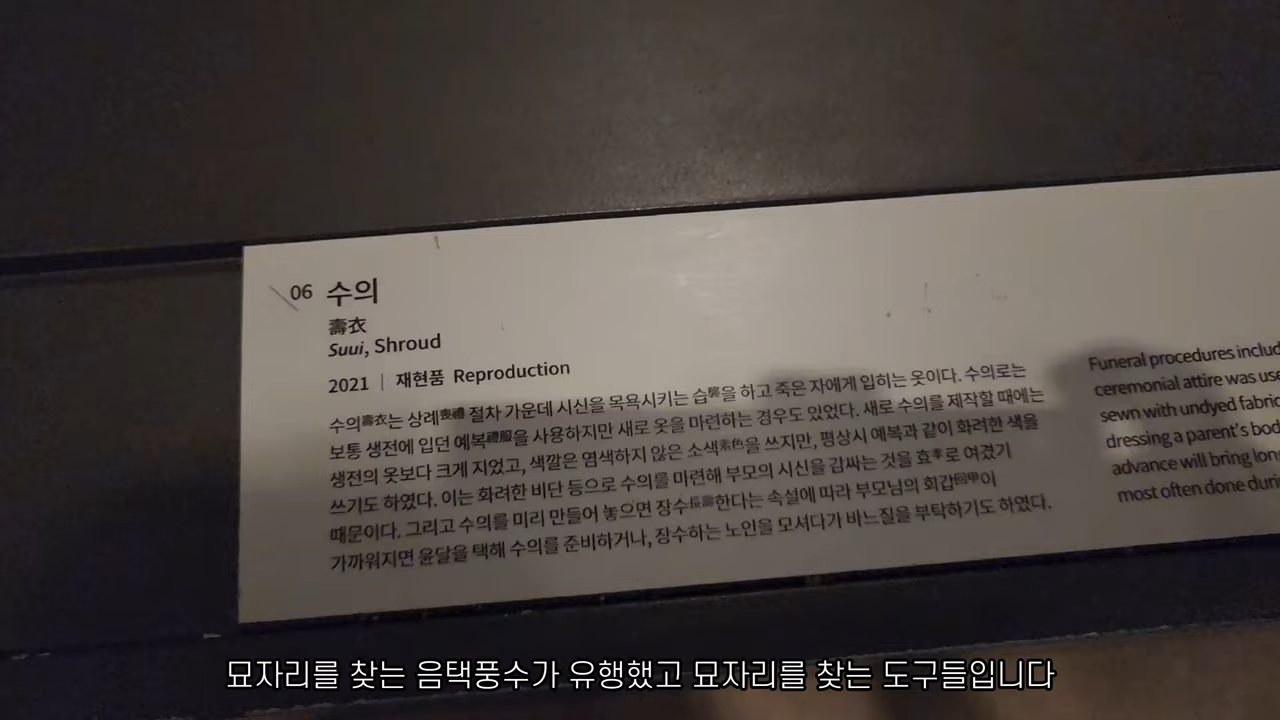 06 수의
壽衣
Suui, Shroud
2021 | 재현품 Reproduction
수의壽衣는 상례喪禮 절차 가운데 시신을 목욕시키는 습襲을 하고 죽은 자에게 입히는 옷이다. 수의로는
보통 생전에 입던 예복禮服을 사용하지만 새로 옷을 마련하는 경우도 있었다. 새로 수의를 제작할 때에는
생전의 옷보다 크게 지었고, 색깔은 염색하지 않은 소색素色을 쓰지만, 평상시 예복과 같이 화려한 색을
쓰기도 하였다. 이는 화려한 비단 등으로 수의를 마련해 부모의 시신을 감싸는 것을 효孝로 여겼기
때문이다. 그리고 수의를 미리 만들어 놓으면 장수長壽한다는 속설에 따라 부모님의 회갑回甲이
가까워지면 윤달을 택해 수의를 준비하거나, 장수하는 노인을 모셔다가 바느질을 부탁하기도 하였다.
Funeral procedures includ
ceremonial attire was use
sewn with undyed fabric
dressing a parent's bod
advance will bring lon
most often done durin
묘자리를 찾는 음택풍수가 유행했고 묘자리를 찾는 도구들입니다